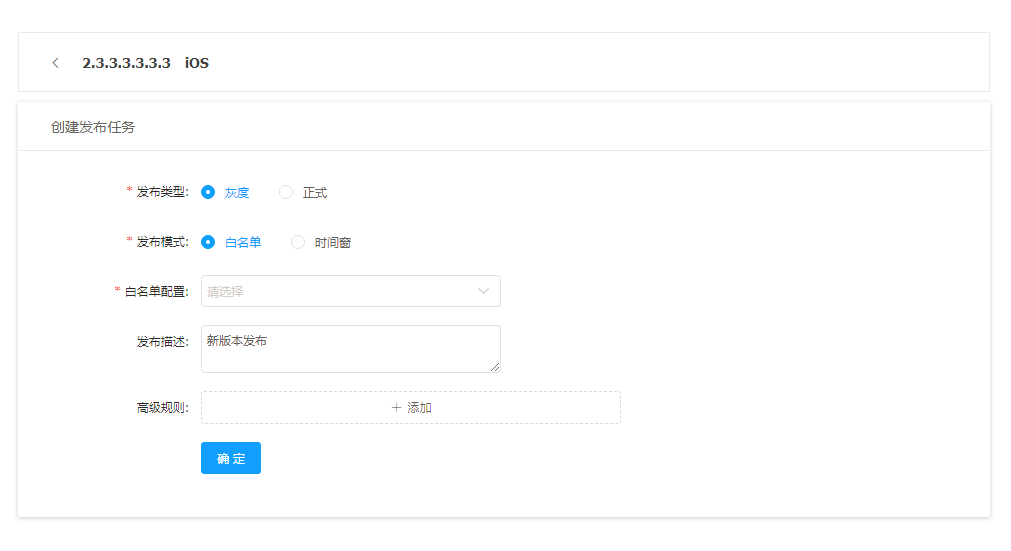 2.3.3.3.3.3.3 iOS
创建发布任务
* 发布类型: 灰度 正式
* 发布模式: 白名单 时间窗
* 白名单配置: 请选择
发布描述: 新版本发布
高级规则: + 添加
确 定